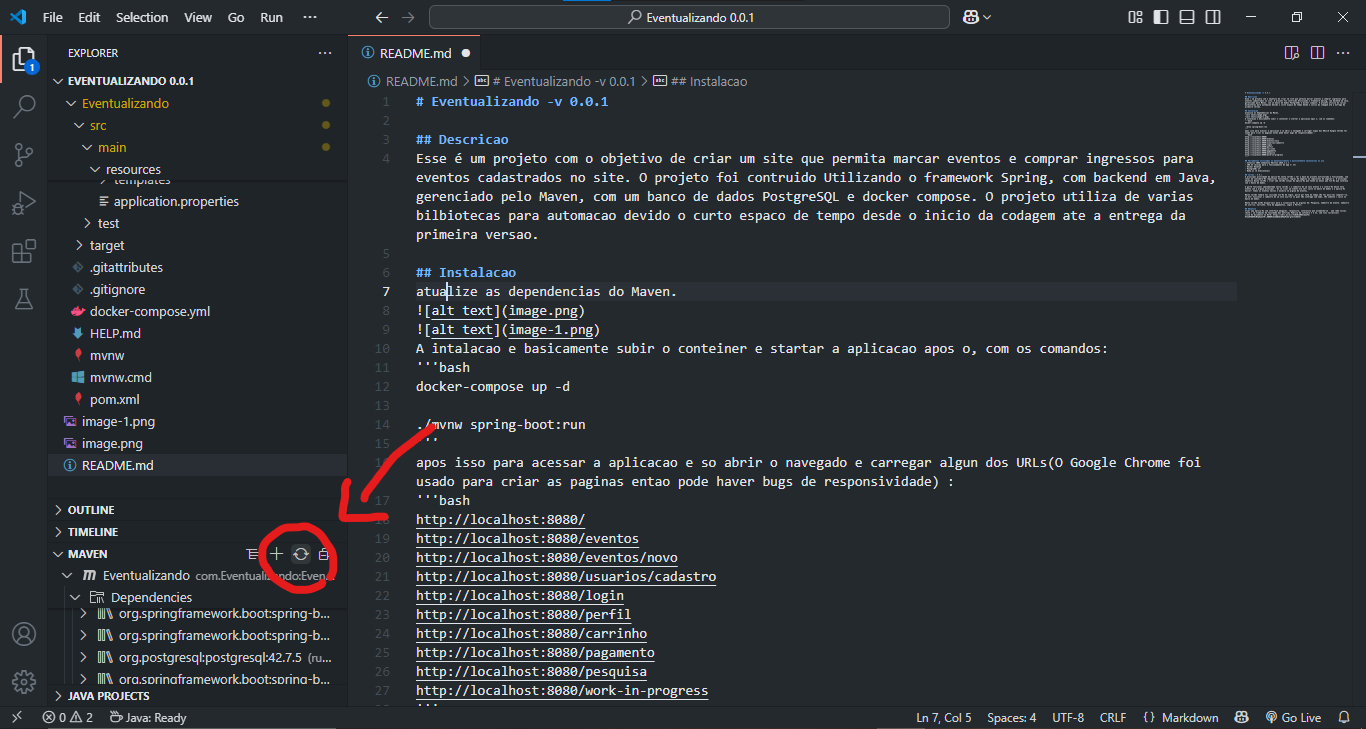 File Edit Selection View Go Run ···
Eventualizando 0.0.1
EXPLORER
···
EVENTUALIZANDO 0.0.1
Eventualizando
src
main
resources
templates
application.properties
test
target
.gitattributes
.gitignore
docker-compose.yml
HELP.md
mvnw
mvnw.cmd
pom.xml
image-1.png
image.png
README.md
OUTLINE
TIMELINE
MAVEN
Eventualizando com.Eventualizando:Even...
Dependencies
org.springframework.boot:spring-b...
org.springframework.boot:spring-b...
org.postgresql:postgresql:42.7.5 (ru...
org.springframework.boot:spring-b...
JAVA PROJECTS
1
README.md
README.md > # Eventualizando -v 0.0.1 > ## Instalacao
1 # Eventualizando -v 0.0.1
2
3 ## Descricao
4 Esse é um projeto com o objetivo de criar um site que permita marcar eventos e comprar ingressos para
eventos cadastrados no site. O projeto foi contruido Utilizando o framework Spring, com backend em Java,
gerenciado pelo Maven, com um banco de dados PostgreSQL e docker compose. O projeto utiliza de varias
bilbiotecas para automacao devido o curto espaco de tempo desde o inicio da codagem ate a entrega da
primeira versao.
5
6 ## Instalacao
7 atualize as dependencias do Maven.
8 ![alt text](image.png)
9 ![alt text](image-1.png)
10 A intalacao e basicamente subir o conteiner e startar a aplicacao apos o, com os comandos:
11 '''bash
12 docker-compose up -d
13
14 ./mvnw spring-boot:run
15 '''
16 apos isso para acessar a aplicacao e so abrir o navegado e carregar algun dos URLs(O Google Chrome foi
usado para criar as paginas entao pode haver bugs de responsividade) :
17 '''bash
18 http://localhost:8080/
19 http://localhost:8080/eventos
20 http://localhost:8080/eventos/novo
21 http://localhost:8080/usuarios/cadastro
22 http://localhost:8080/login
23 http://localhost:8080/perfil
24 http://localhost:8080/carrinho
25 http://localhost:8080/pagamento
26 http://localhost:8080/pesquisa
27 http://localhost:8080/work-in-progress
28 '''
0 2 Java: Ready
Ln 7, Col 5 Spaces: 4 UTF-8 CRLF {} Markdown Go Live